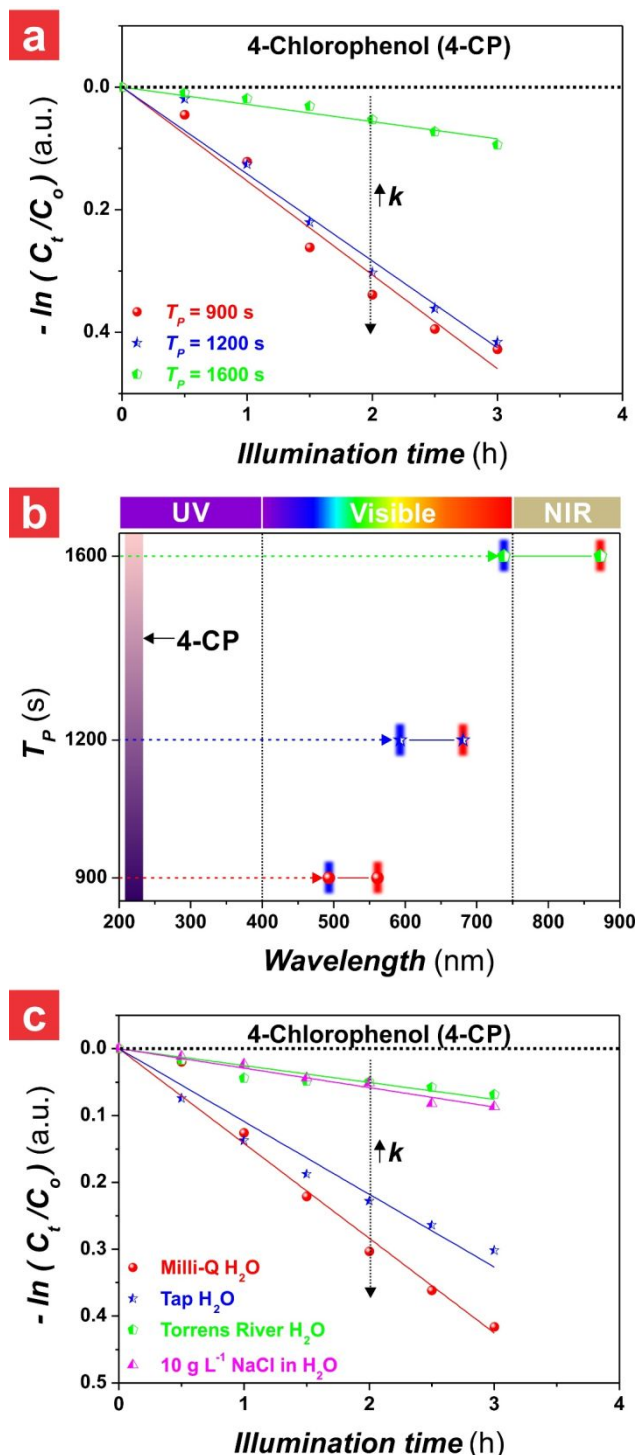 a
4-Chlorophenol (4-CP)
0.0
0.2
0.4
- ln ( Ct /Co ) (a.u.)
↑ k
TP = 900 s
TP = 1200 s
TP = 1600 s
0 1 2 3 4
Illumination time (h)
b
UV Visible NIR
1600
1200
900
TP (s)
4-CP
200 300 400 500 600 700 800 900
Wavelength (nm)
c
4-Chlorophenol (4-CP)
0.0
0.1
0.2
0.3
0.4
0.5
- ln ( Ct /Co ) (a.u.)
↑ k
Milli-Q H2O
Tap H2O
Torrens River H2O
10 g L-1 NaCl in H2O
0 1 2 3 4
Illumination time (h)